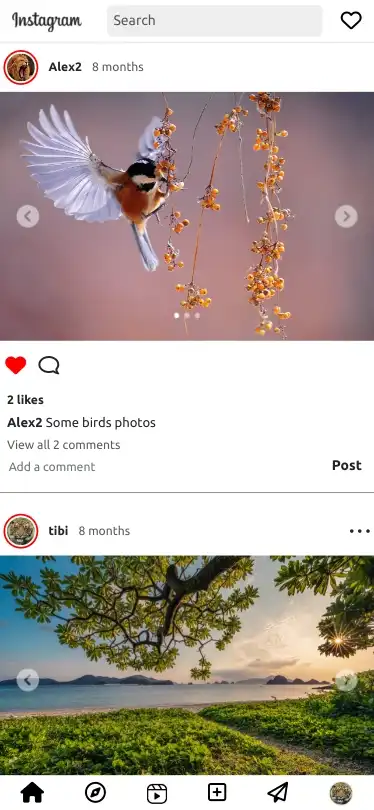 Instagram
Search
Alex2 8 months
2 likes
Alex2 Some birds photos
View all 2 comments
Add a comment
Post
tibi 8 months